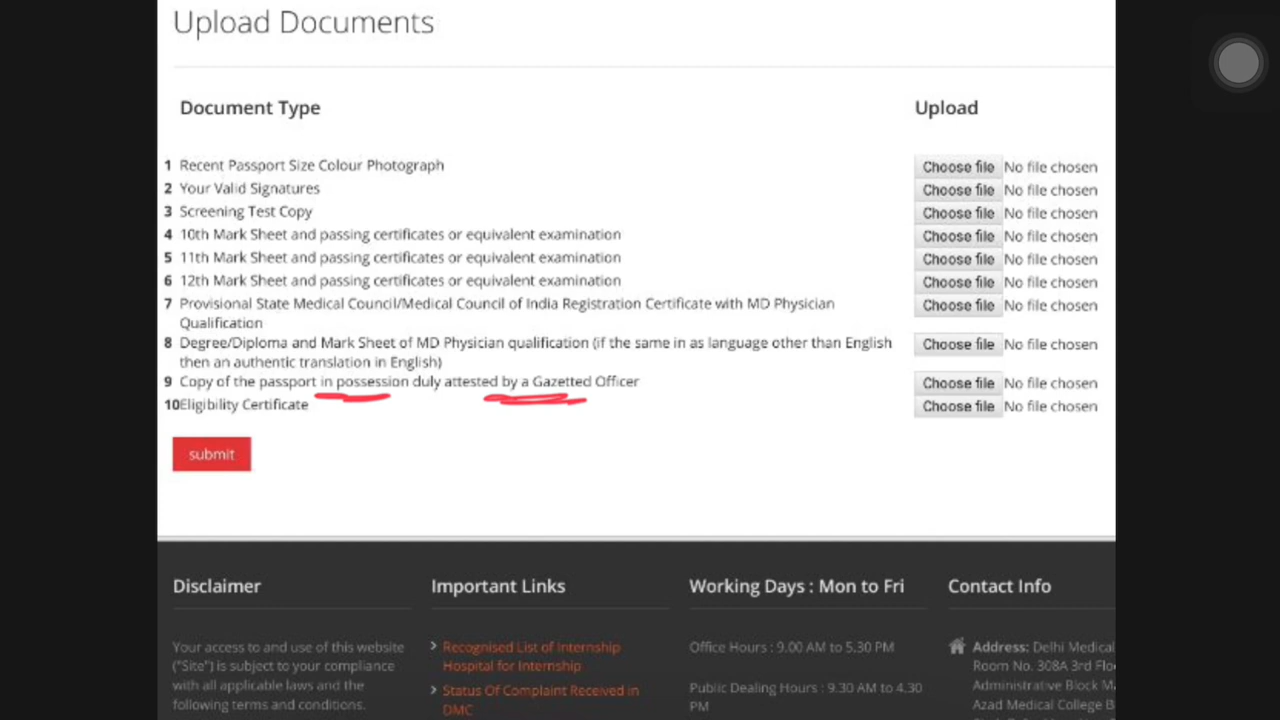 Upload Documents
Document Type Upload
1 Recent Passport Size Colour Photograph Choose file No file chosen
2 Your Valid Signatures Choose file No file chosen
3 Screening Test Copy Choose file No file chosen
4 10th Mark Sheet and passing certificates or equivalent examination Choose file No file chosen
5 11th Mark Sheet and passing certificates or equivalent examination Choose file No file chosen
6 12th Mark Sheet and passing certificates or equivalent examination Choose file No file chosen
7 Provisional State Medical Council/Medical Council of India Registration Certificate with MD Physician Choose file No file chosen
Qualification
8 Degree/Diploma and Mark Sheet of MD Physician qualification (if the same in as language other than English Choose file No file chosen
then an authentic translation in English)
9 Copy of the passport in possession duly attested by a Gazetted Officer Choose file No file chosen
10Eligibility Certificate Choose file No file chosen
submit
Disclaimer
Your access to and use of this website
("Site") is subject to your compliance
with all applicable laws and the
following terms and conditions.
Important Links
Recognised List of Internship
Hospital for Internship
Status Of Complaint Received in
DMC
Working Days : Mon to Fri
Office Hours : 9.00 AM to 5.30 PM
Public Dealing Hours : 9.30 AM to 4.30
PM
Contact Info
Address: Delhi Medical
Room No. 308A 3rd
Administrative Block
Azad Medical College